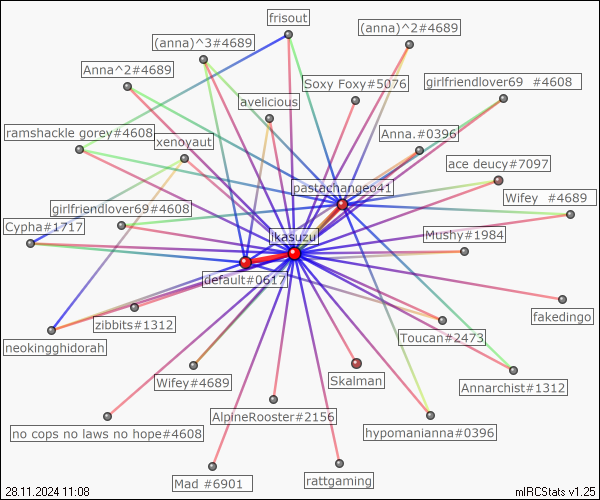 frisout
(anna)^2#4689
(anna)^3#4689
Anna^2#4689
Soxy Foxy#5076
girlfriendlover69 #4608
avelicious
ramshackle gorey#4608
xenoyaut
Anna.#0396
ace deucy#7097
pastachangeo41
Wifey #4689
girlfriendlover69#4608
Cypha#1717
ikasuzu
Mushy#1984
default#0617
fakedingo
zibbits#1312
Toucan#2473
neokingghidorah
Wifey#4689
Skalman
Annarchist#1312
AlpineRooster#2156
no cops no laws no hope#4608
hypomanianna#0396
Mad #6901
rattgaming
28.11.2024 11:08
mIRCStats v1.25